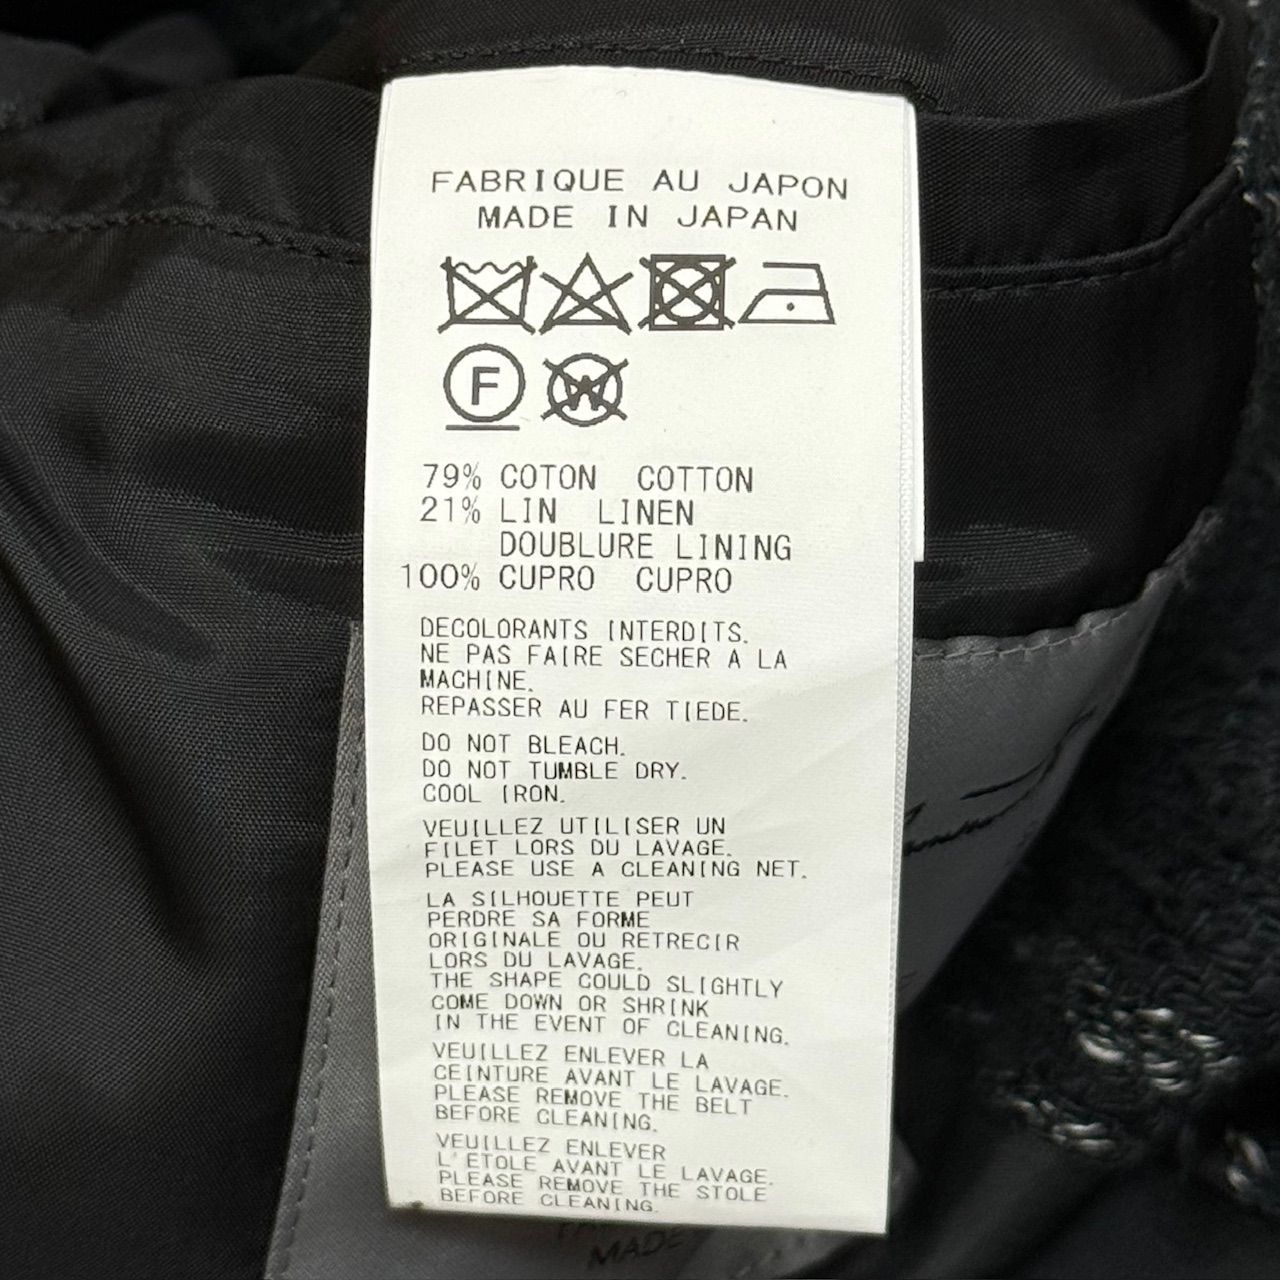 FABRIQUE AU JAPON
MADE IN JAPAN
F
W
79% COTON COTTON
21% LIN LINEN
DOUBLURE LINING
100% CUPRO CUPRO
DECOLORANTS INTERDITS.
NE PAS FAIRE SECHER A LA
MACHINE.
REPASSER AU FER TIEDE.
DO NOT BLEACH.
DO NOT TUMBLE DRY.
COOL IRON.
VEUILLEZ UTILISER UN
FILET LORS DU LAVAGE.
PLEASE USE A CLEANING NET.
LA SILHOUETTE PEUT
PERDRE SA FORME
ORIGINALE OU RETRECIR
LORS DU LAVAGE.
THE SHAPE COULD SLIGHTLY
COME DOWN OR SHRINK
IN THE EVENT OF CLEANING.
VEUILLEZ ENLEVER LA
CEINTURE AVANT LE LAVAGE.
PLEASE REMOVE THE BELT
BEFORE CLEANING.
VEUILLEZ ENLEVER
L'ETOLE AVANT LE LAVAGE.
PLEASE REMOVE THE STOLE
BEFORE CLEANING.
MADE